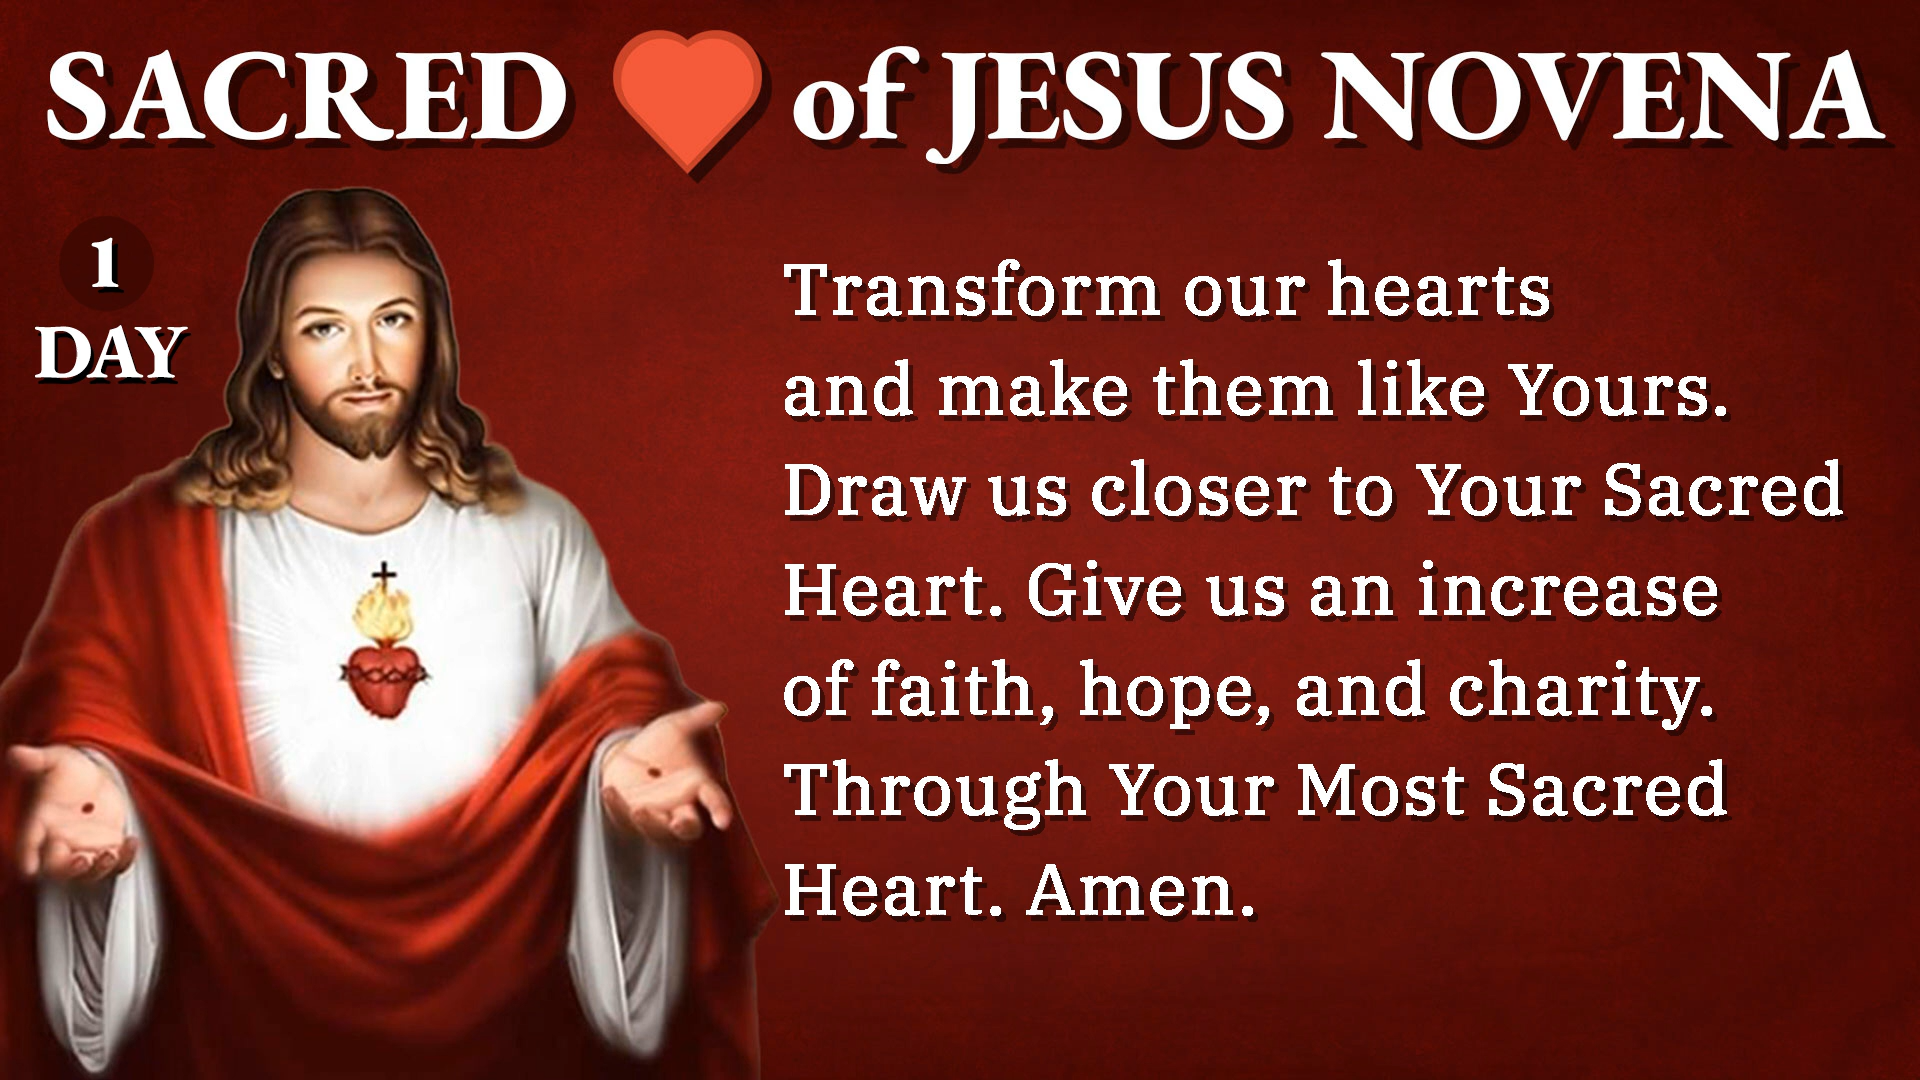 SACRED of JESUS NOVENA
1
DAY
Transform our hearts
and make them like Yours.
Draw us closer to Your Sacred
Heart. Give us an increase
of faith, hope, and charity.
Through Your Most Sacred
Heart. Amen.